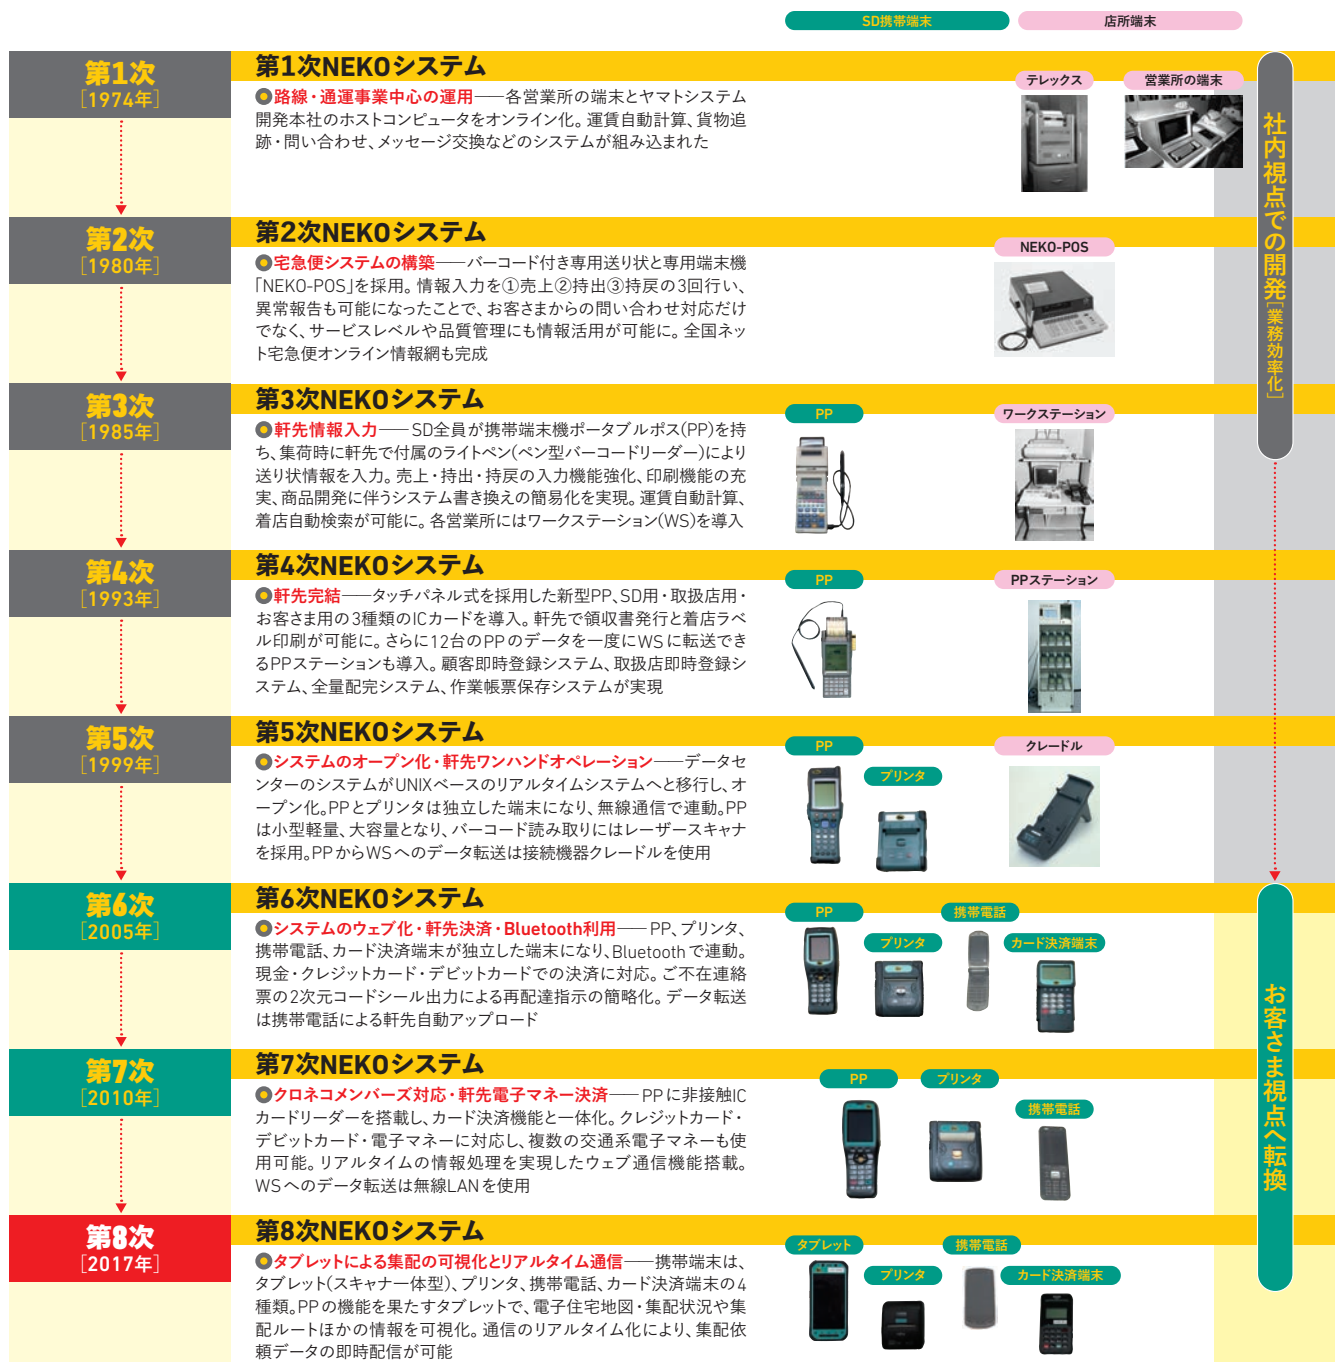 SD携帯端末
店所端末
第1次
［1974年］
第1次NEKOシステム
●路線・通運事業中心の運用――各営業所の端末とヤマトシステム
開発本社のホストコンピュータをオンライン化。運賃自動計算、貨物追
跡・問い合わせ、メッセージ交換などのシステムが組み込まれた
テレックス
営業所の端末
社内視点での開発［業務効率化］
第2次
［1980年］
第2次NEKOシステム
●宅急便システムの構築――バーコード付き専用送り状と専用端末機
「NEKO-POS」を採用。情報入力を①売上②持出③持戻の3回行い、
異常報告も可能になったことで、お客さまからの問い合わせ対応だけ
でなく、サービスレベルや品質管理にも情報活用が可能に。全国ネッ
ト宅急便オンライン情報網も完成
NEKO-POS
第3次
［1985年］
第3次NEKOシステム
●軒先情報入力――SD全員が携帯端末機ポータブルポス(PP)を持
ち、集荷時に軒先で付属のライトペン(ペン型バーコードリーダー)により
送り状情報を入力。売上・持出・持戻の入力機能強化、印刷機能の充
実、商品開発に伴うシステム書き換えの簡易化を実現。運賃自動計算、
着店自動検索が可能に。各営業所にはワークステーション(WS)を導入
PP
ワークステーション
第4次
［1993年］
第4次NEKOシステム
●軒先完結――タッチパネル式を採用した新型PP、SD用・取扱店用・
お客さま用の3種類のICカードを導入。軒先で領収書発行と着店ラベ
ル印刷が可能に。さらに12台のPPのデータを一度にWSに転送でき
るPPステーションも導入。顧客即時登録システム、取扱店即時登録シ
ステム、全量配完システム、作業帳票保存システムが実現
PP
PPステーション
第5次
［1999年］
第5次NEKOシステム
●システムのオープン化・軒先ワンハンドオペレーション――データセ
ンターのシステムがUNIXベースのリアルタイムシステムへと移行し、オ
ープン化。PPとプリンタは独立した端末になり、無線通信で連動。PP
は小型軽量、大容量となり、バーコード読み取りにはレーザースキャナ
を採用。PPからWSへのデータ転送は接続機器クレードルを使用
PP
プリンタ
クレードル
第6次
［2005年］
第6次NEKOシステム
●システムのウェブ化・軒先決済・Bluetooth利用――PP、プリンタ、
携帯電話、カード決済端末が独立した端末になり、Bluetoothで連動。
現金・クレジットカード・デビットカードでの決済に対応。ご不在連絡
票の2次元コードシール出力による再配達指示の簡略化。データ転送
は携帯電話による軒先自動アップロード
PP
プリンタ
携帯電話
カード決済端末
お客さま視点へ転換
第7次
［2010年］
第7次NEKOシステム
●クロネコメンバーズ対応・軒先電子マネー決済――PPに非接触IC
カードリーダーを搭載し、カード決済機能と一体化。クレジットカード・
デビットカード・電子マネーに対応し、複数の交通系電子マネーも使
用可能。リアルタイムの情報処理を実現したウェブ通信機能搭載。
WSへのデータ転送は無線LANを使用
PP
プリンタ
携帯電話
第8次
［2017年］
第8次NEKOシステム
●タブレットによる集配の可視化とリアルタイム通信――携帯端末は、
タブレット(スキャナ一体型)、プリンタ、携帯電話、カード決済端末の4
種類。PPの機能を果たすタブレットで、電子住宅地図・集配状況や集
配ルートほかの情報を可視化。通信のリアルタイム化により、集配依
頼データの即時配信が可能
タブレット
プリンタ
携帯電話
カード決済端末